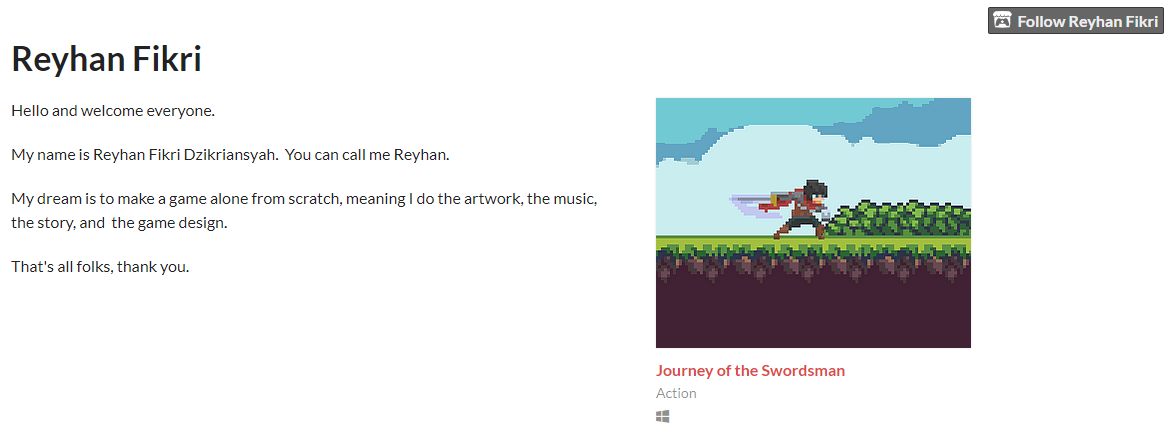 Follow Reyhan Fikri
Reyhan Fikri
Hello and welcome everyone.
My name is Reyhan Fikri Dzikriansyah.  You can call me Reyhan.
My dream is to make a game alone from scratch, meaning I do the artwork, the music,
the story, and  the game design.
That's all folks, thank you.
Journey of the Swordsman
Action